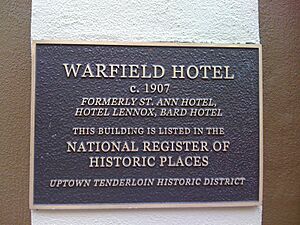 WARFIELD HOTEL
c. 1907
FORMERLY ST. ANN HOTEL,
HOTEL LENNOX, BARD HOTEL
THIS BUILDING IS LISTED IN THE
NATIONAL REGISTER OF
HISTORIC PLACES
UPTOWN TENDERLOIN HISTORIC DISTRICT